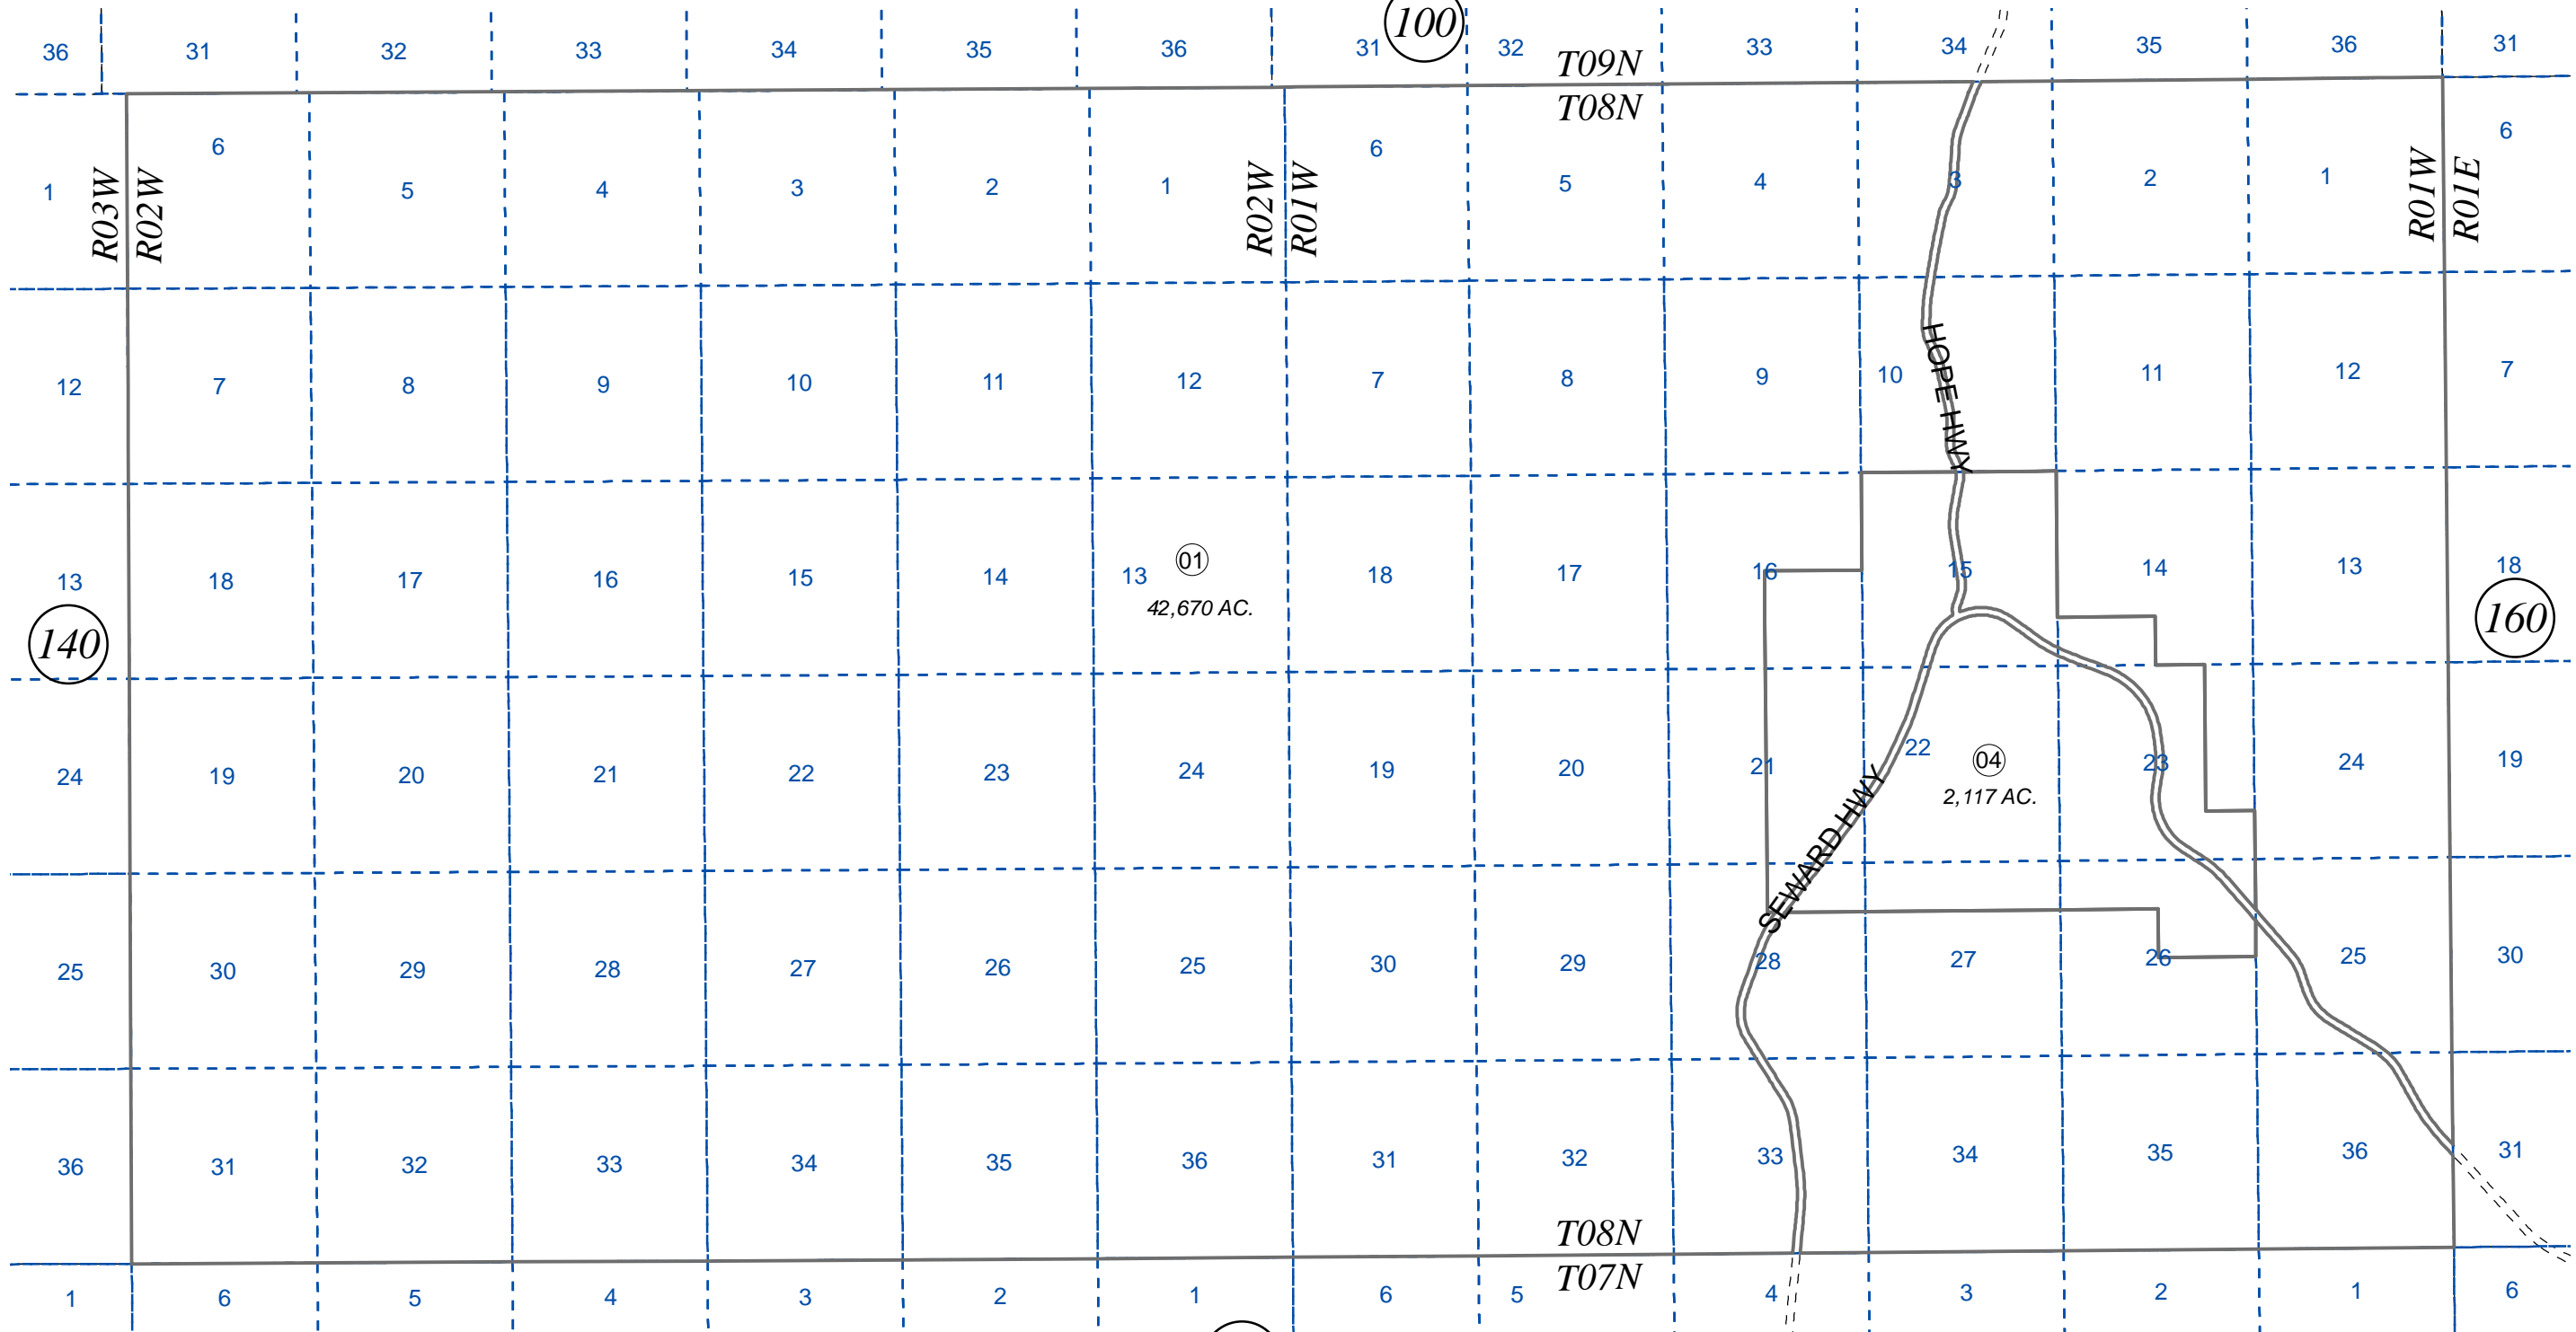 100
36 31 32 33 34 35 36 31 32 33 34 35 36 31
T09N
T08N
1 6 5 4 3 2 1 6 5 4 3 2 1 6
R03W R02W R02W R01W R01W R01E
HOPE HWY
12 7 8 9 10 11 12 7 8 9 10 11 12 7
01
13 18 17 16 15 14 13 18 17 16 15 14 13 18
42,670 AC.
140 160
22
04
24 19 20 21 22 23 24 19 20 21 23 24 19
2,117 AC.
SEWARD HWY
25 30 29 28 27 26 25 30 29 28 27 26 25 30
36 31 32 33 34 35 36 31 32 33 34 35 36 31
T08N
T07N
1 6 5 4 3 2 1 6 5 4 3 2 1 6